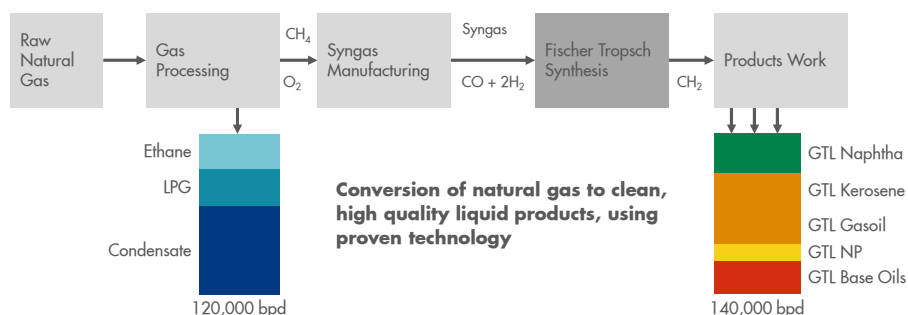 Raw
Natural
Gas
Gas
Processing
CH₄
O₂
Syngas
Manufacturing
Syngas
CO + 2H₂
Fischer Tropsch
Synthesis
CH₂
Products Work
Ethane
LPG
Condensate
120,000 bpd
Conversion of natural gas to clean,
high quality liquid products, using
proven technology
GTL Naphtha
GTL Kerosene
GTL Gasoil
GTL NP
GTL Base Oils
140,000 bpd